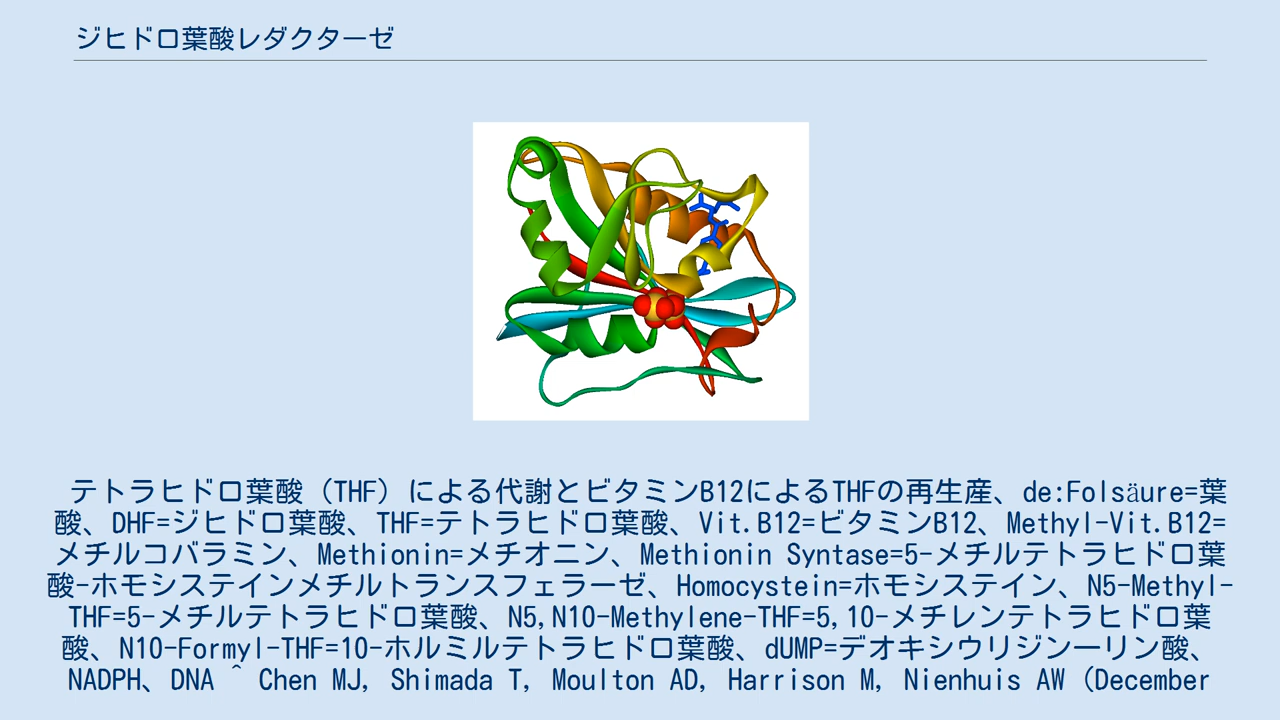 ジヒドロ葉酸レダクターゼ
テトラヒドロ葉酸（THF）による代謝とビタミンB12によるTHFの再生産、de:Folsäure=葉
酸、DHF=ジヒドロ葉酸、THF=テトラヒドロ葉酸、Vit.B12=ビタミンB12、Methyl-Vit.B12=
メチルコバラミン、Methionin=メチオニン、Methionin Syntase=5-メチルテトラヒドロ葉
酸-ホモシステインメチルトランスフェラーゼ、Homocystein=ホモシステイン、N5-Methyl-
THF=5-メチルテトラヒドロ葉酸、N5,N10-Methylene-THF=5,10-メチレンテトラヒドロ葉
酸、N10-Formyl-THF=10-ホルミルテトラヒドロ葉酸、dUMP=デオキシウリジン一リン酸、
NADPH、DNA ^ Chen MJ, Shimada T, Moulton AD, Harrison M, Nienhuis AW (December